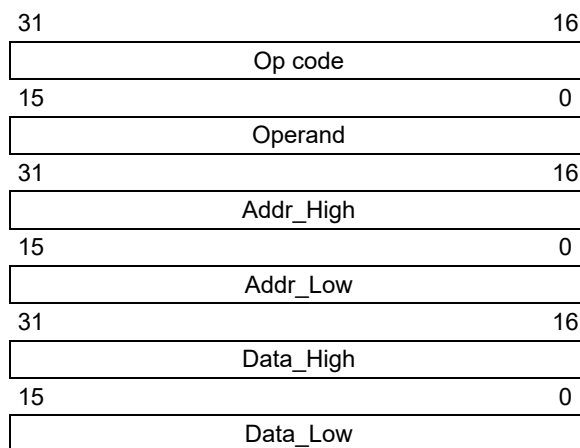 31 16
Op code
15 0
Operand
31 16
Addr_High
15 0
Addr_Low
31 16
Data_High
15 0
Data_Low